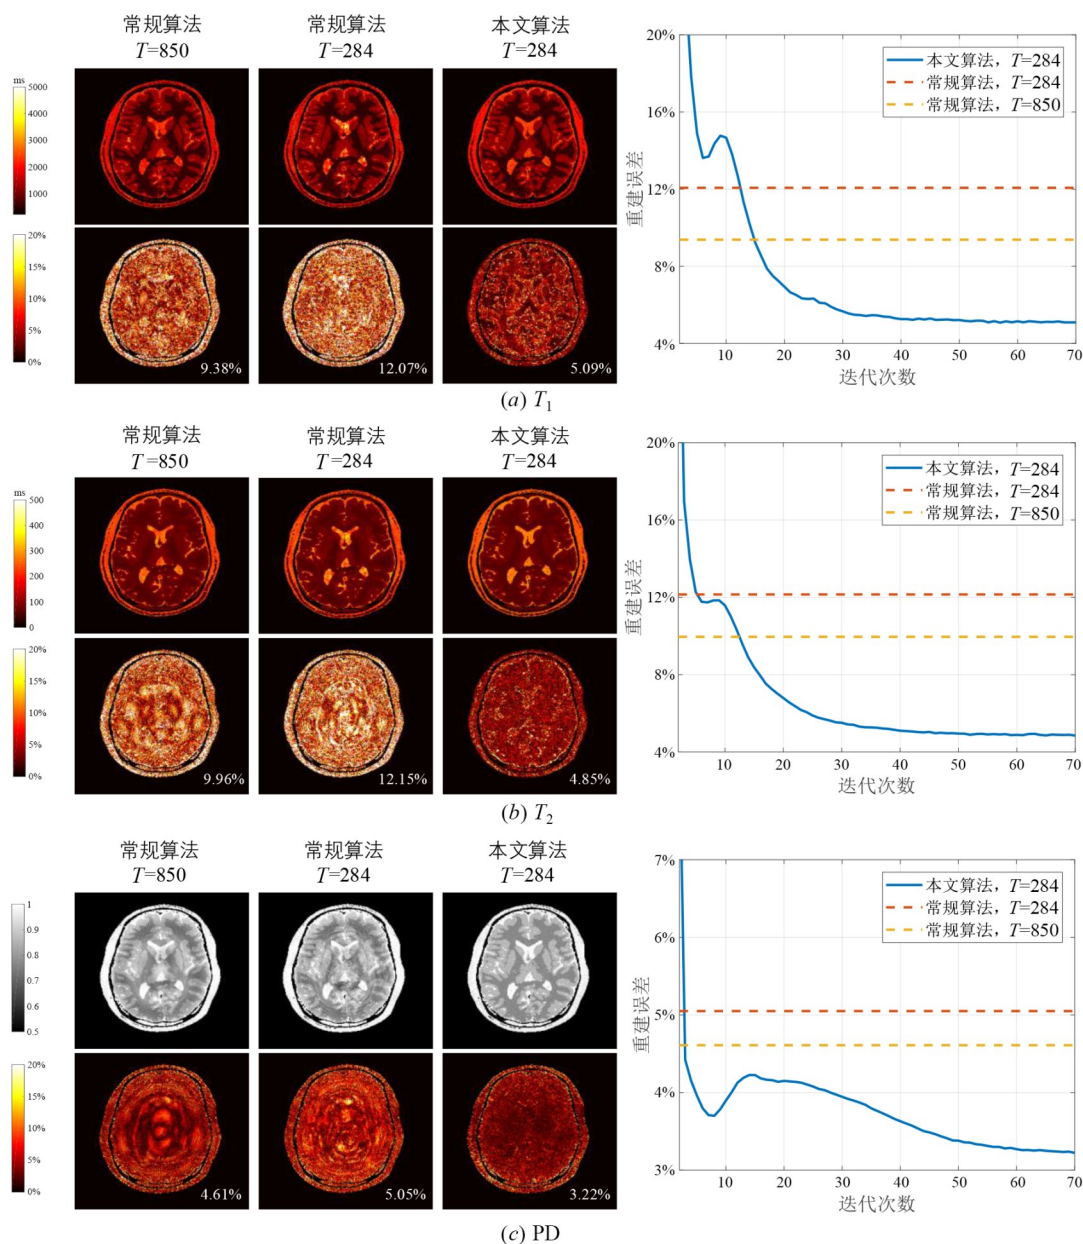 常规算法 常规算法 本文算法
T=850 T=284 T=284
ms
5000
4000
3000
2000
1000
20%
15%
10%
5%
0%
9.38% 12.07% 5.09%
20%
16%
12%
8%
4%
重建误差
本文算法，T=284
常规算法，T=284
常规算法，T=850
10 20 30 40 50 60 70
迭代次数
(a) T1
常规算法 常规算法 本文算法
T=850 T=284 T=284
ms
500
400
300
200
100
0
20%
15%
10%
5%
0%
9.96% 12.15% 4.85%
20%
16%
12%
8%
4%
重建误差
本文算法，T=284
常规算法，T=284
常规算法，T=850
10 20 30 40 50 60 70
迭代次数
(b) T2
常规算法 常规算法 本文算法
T=850 T=284 T=284
1
0.9
0.8
0.7
0.6
0.5
20%
15%
10%
5%
0%
4.61% 5.05% 3.22%
7%
6%
5%
4%
3%
重建误差
本文算法，T=284
常规算法，T=284
常规算法，T=850
10 20 30 40 50 60 70
迭代次数
(c) PD